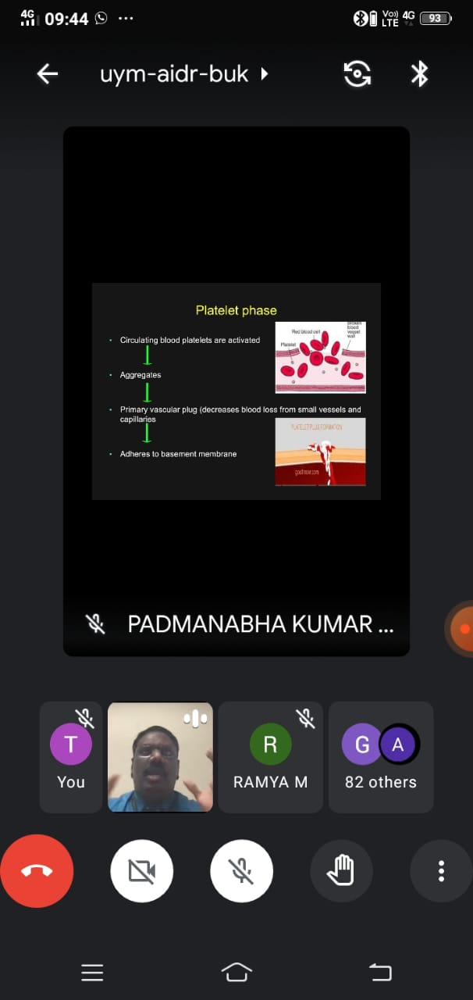 4G 09:44 ...
Vo)) 4G
LTE
93
uym-aidr-buk
Platelet phase
Circulating blood platelets are activated
Aggregates
Primary vascular plug (decreases blood loss from small vessels and
capillaries
Adheres to basement membrane
Red blood cell
Platelet
broken
blood
vessel
wall
PLATELET PLUG FORMATION
PADMANABHA KUMAR ...
T
You
R
RAMYA M
G A
82 others